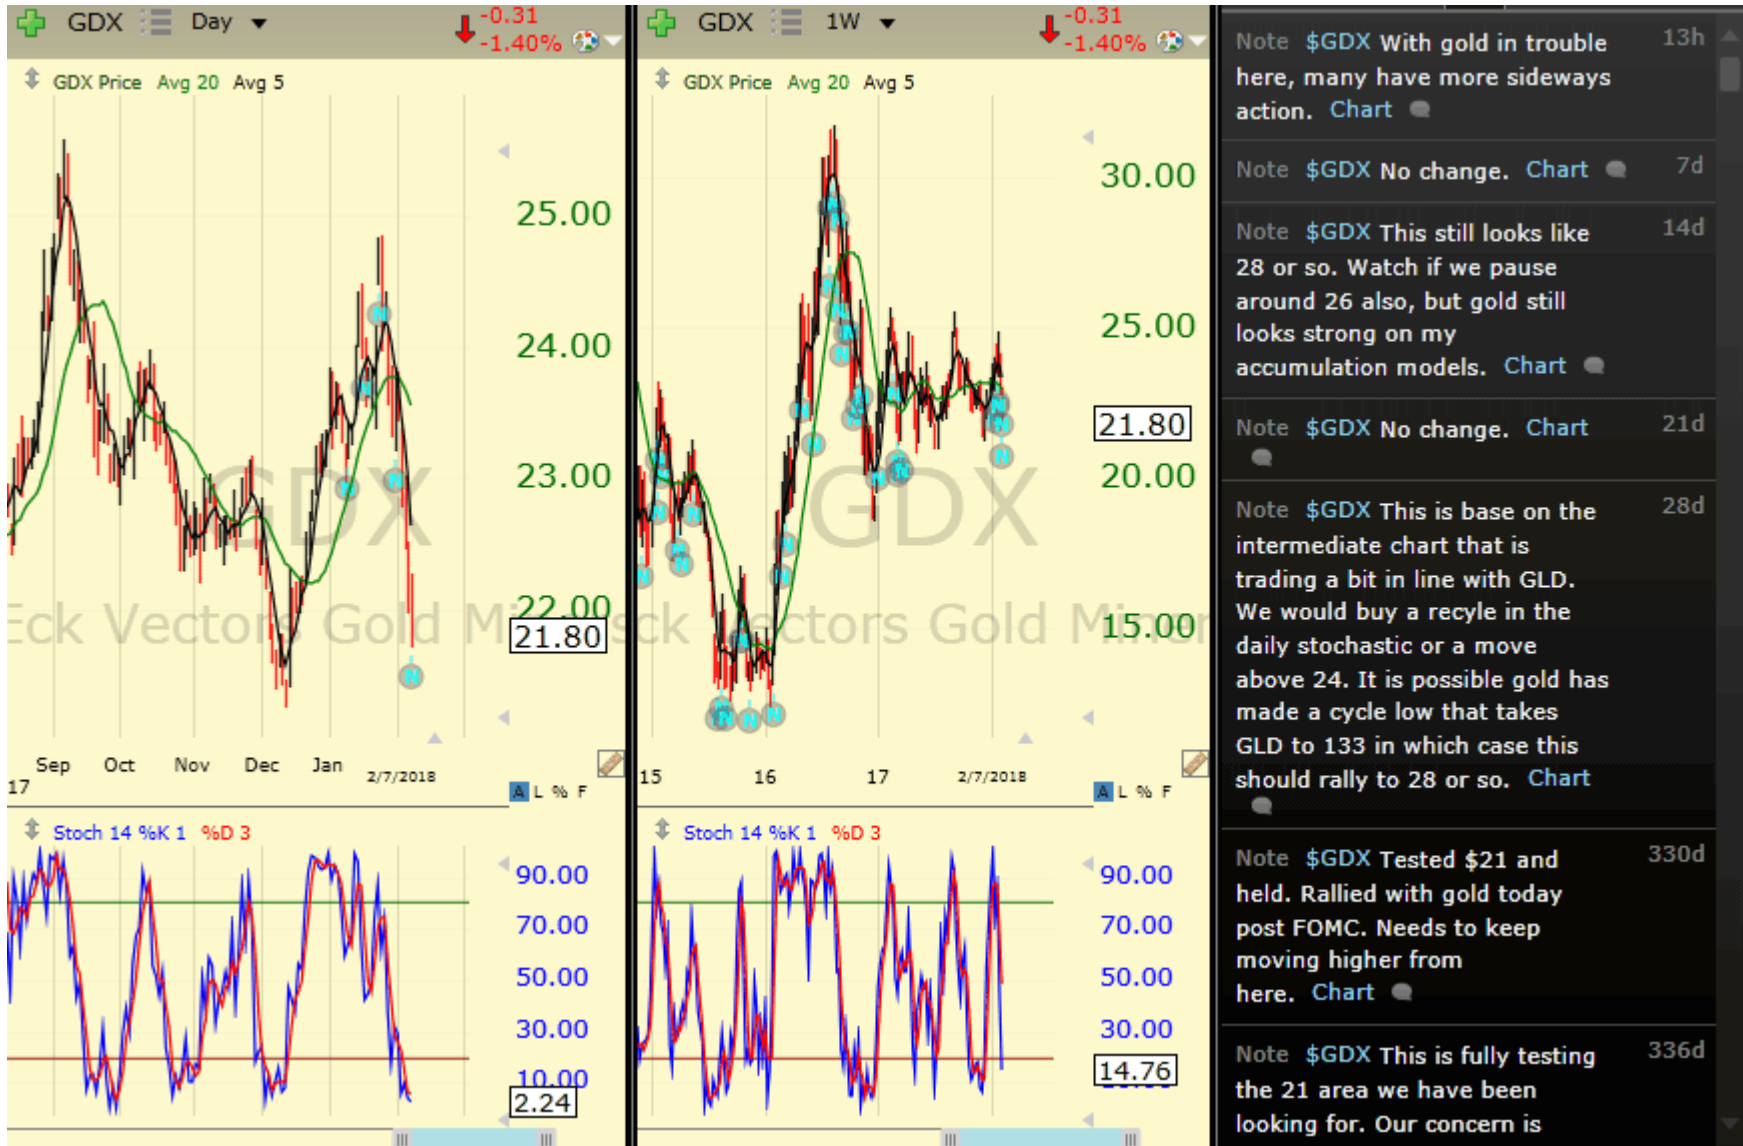 GDX Day
-0.31
-1.40%
GDX Price Avg 20 Avg 5
25.00
24.00
23.00
22.00
21.80
GDX
Eck Vectors Gold M
N
N
N
N
N
Sep Oct Nov Dec Jan 2/7/2018
17
A L % F
Stoch 14 %K 1 %D 3
90.00
70.00
50.00
30.00
10.00
2.24
GDX 1W
-0.31
-1.40%
GDX Price Avg 20 Avg 5
30.00
25.00
21.80
20.00
15.00
GDX
ck Vectors Gold Miner
15 16 17 2/7/2018
A L % F
Stoch 14 %K 1 %D 3
90.00
70.00
50.00
30.00
14.76
Note $GDX With gold in trouble 13h
here, many have more sideways
action. Chart
Note $GDX No change. Chart 7d
Note $GDX This still looks like 14d
28 or so. Watch if we pause
around 26 also, but gold still
looks strong on my
accumulation models. Chart
Note $GDX No change. Chart 21d
Note $GDX This is base on the 28d
intermediate chart that is
trading a bit in line with GLD.
We would buy a recyle in the
daily stochastic or a move
above 24. It is possible gold has
made a cycle low that takes
GLD to 133 in which case this
should rally to 28 or so. Chart
Note $GDX Tested $21 and 330d
held. Rallied with gold today
post FOMC. Needs to keep
moving higher from
here. Chart
Note $GDX This is fully testing 336d
the 21 area we have been
looking for. Our concern is